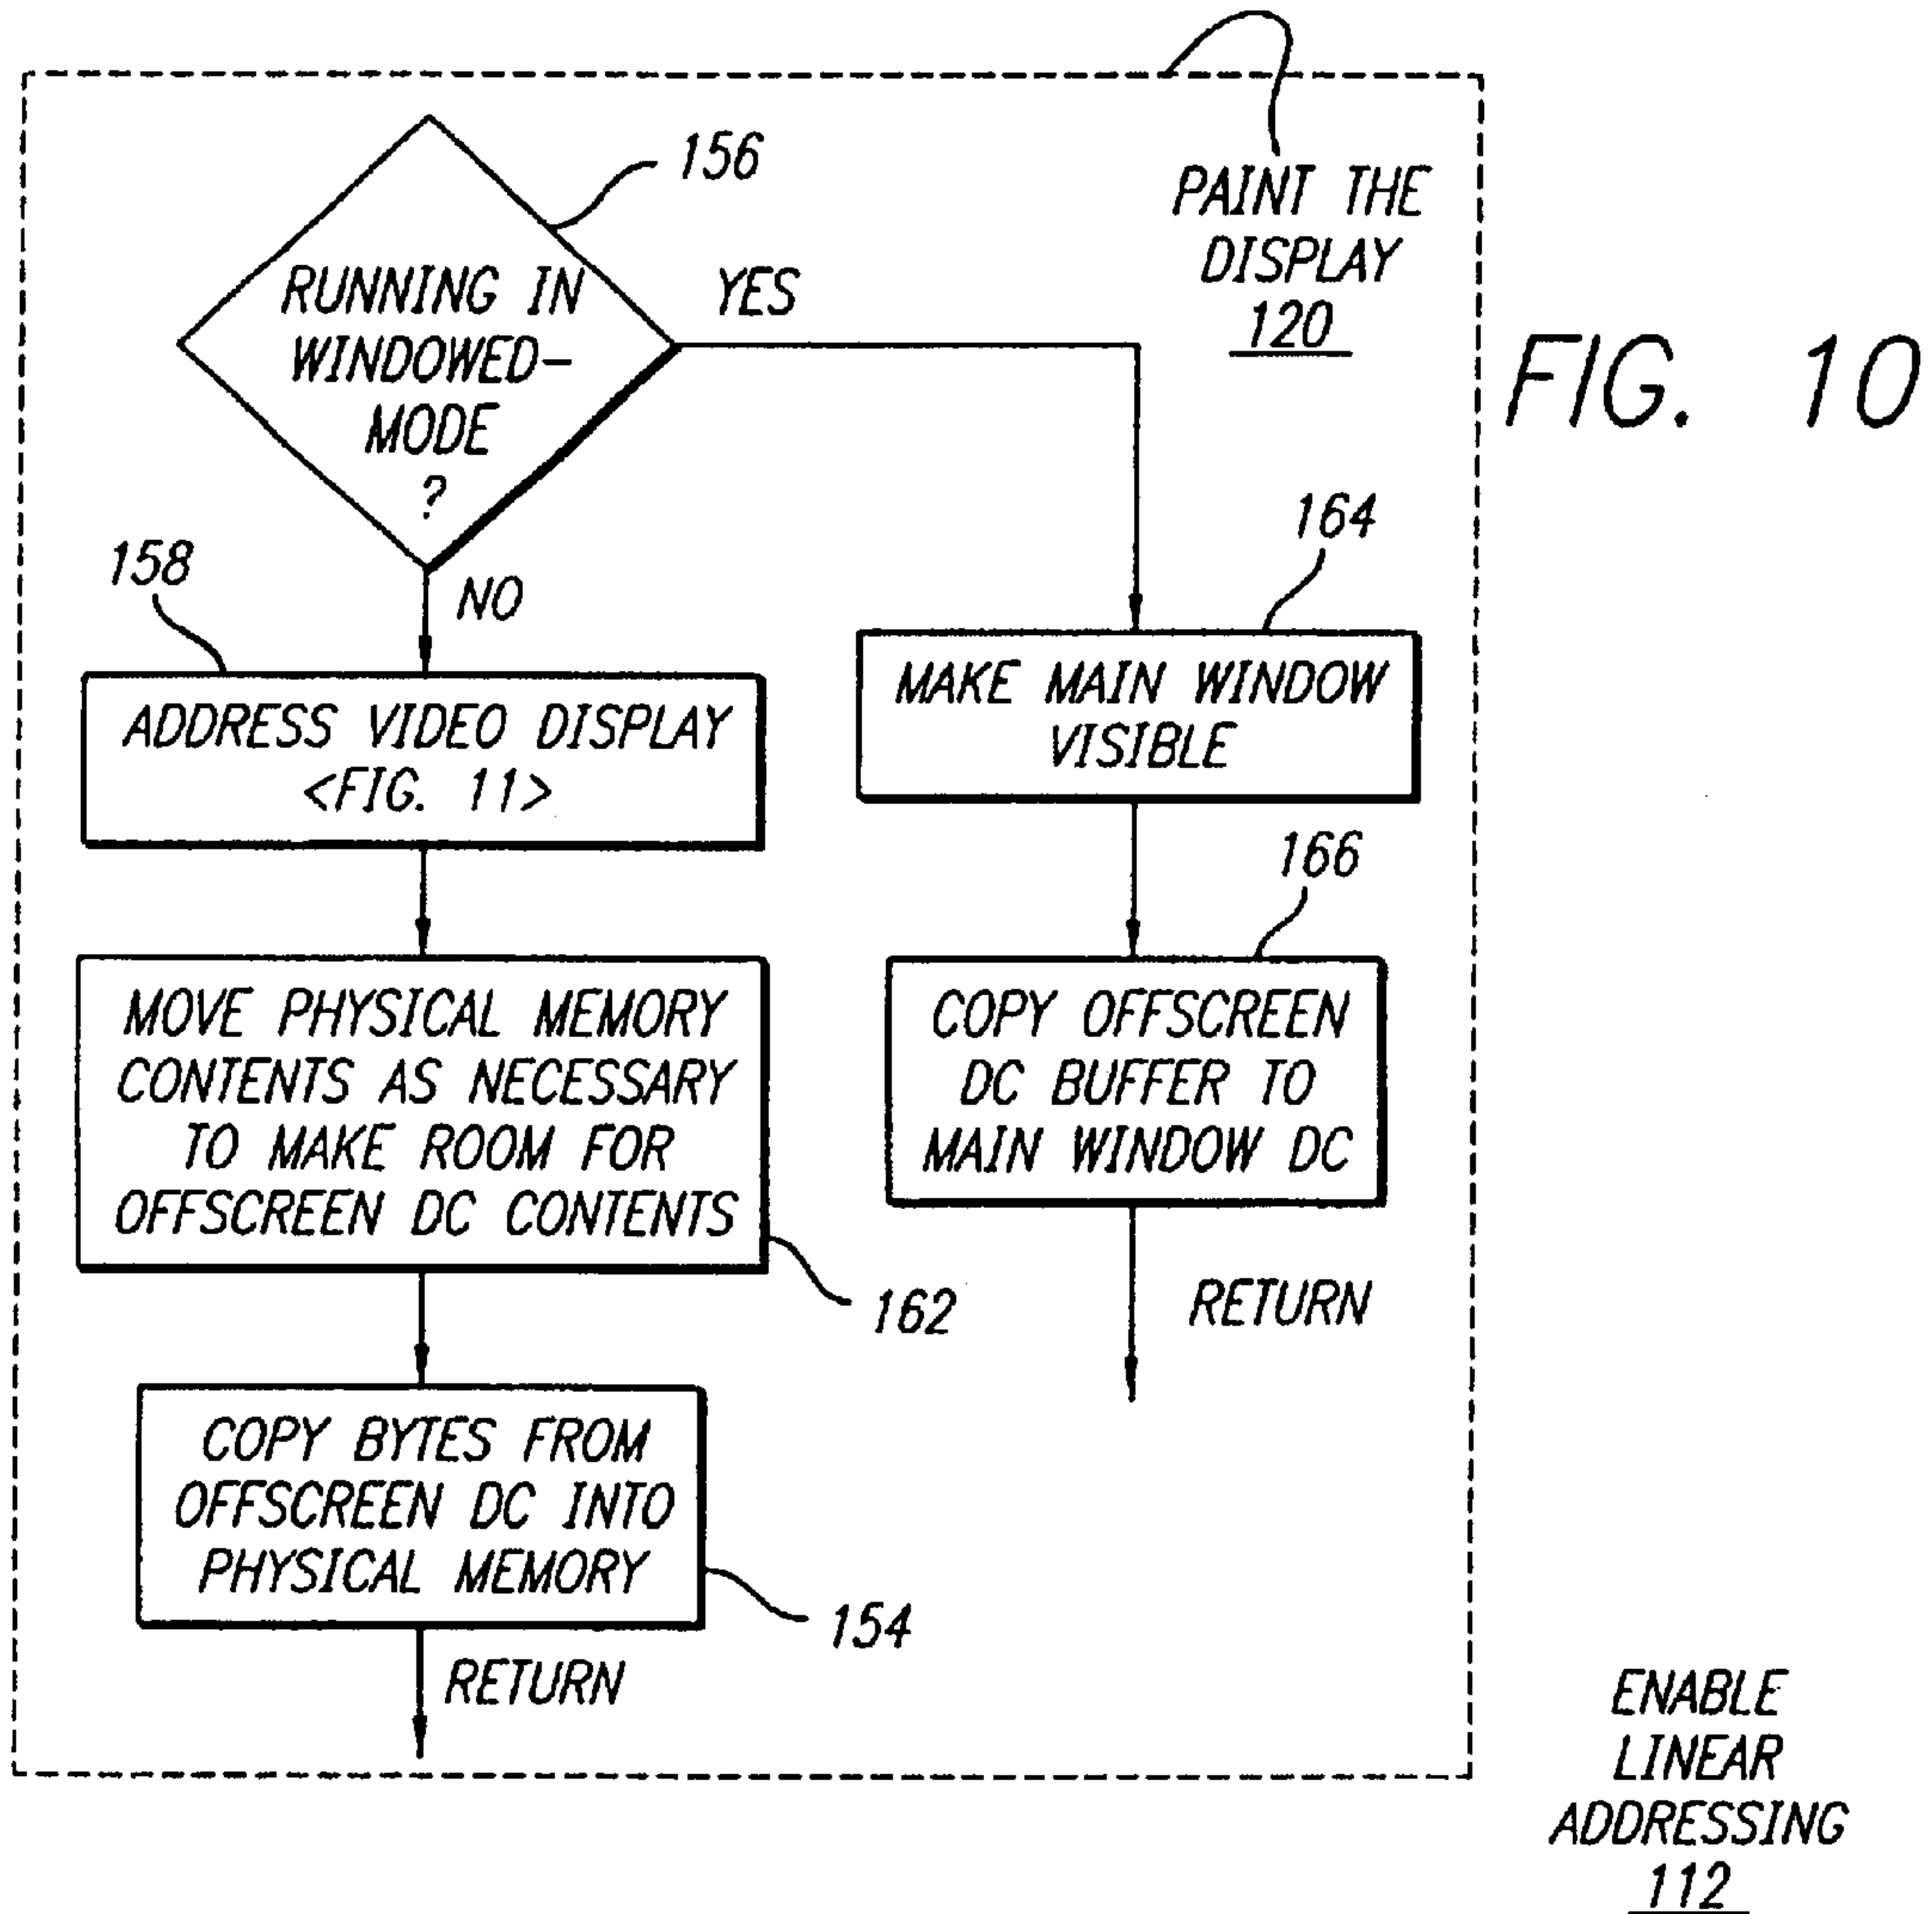 156
PAINT THE
DISPLAY
120
RUNNING IN
WINDOWED-
MODE
?
YES
FIG. 10
NO
158
ADDRESS VIDEO DISPLAY
<FIG. 11>
164
MAKE MAIN WINDOW
VISIBLE
MOVE PHYSICAL MEMORY
CONTENTS AS NECESSARY
TO MAKE ROOM FOR
OFFSCREEN DC CONTENTS
162
166
COPY OFFSCREEN
DC BUFFER TO
MAIN WINDOW DC
RETURN
COPY BYTES FROM
OFFSCREEN DC INTO
PHYSICAL MEMORY
154
RETURN
ENABLE
LINEAR
ADDRESSING
112